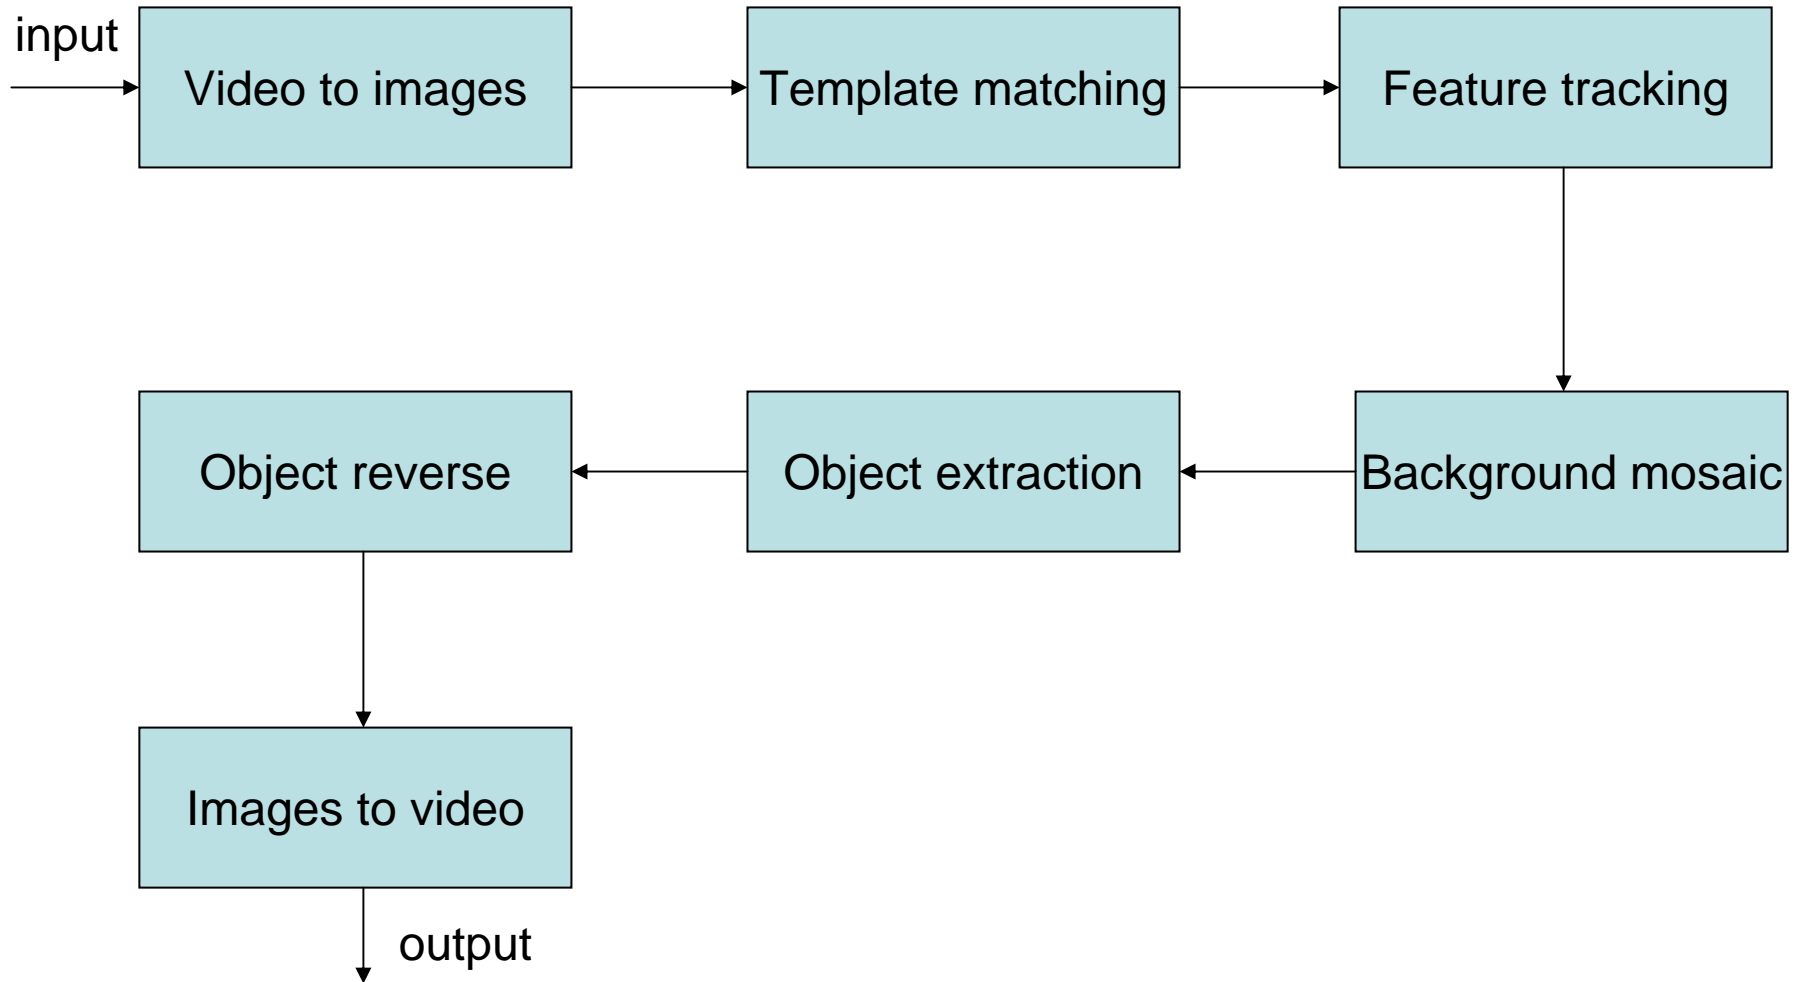 input
Video to images
Template matching
Feature tracking
Background mosaic
Object extraction
Object reverse
Images to video
output